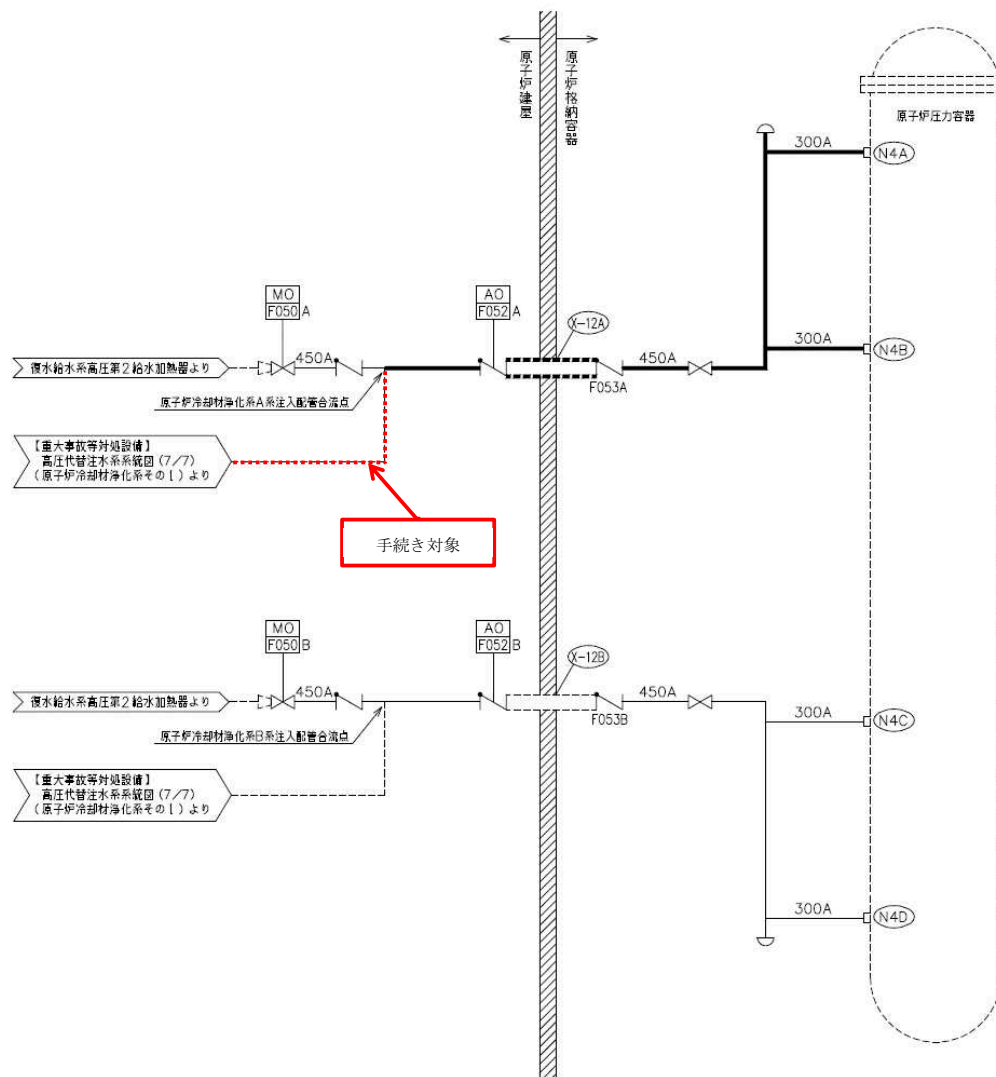 原子炉建屋
原子炉格納容器
原子炉圧力容器
300A
N4A
MO
F050 A
AO
F052 A
X-12A
300A
N4B
復水給水系高圧第2給水加熱器より
450A
450A
F053A
原子炉冷却材浄化系A系注入配管合流点
【重大事故等対処設備】
高圧代替注水系系統図(7/7)
(原子炉冷却材浄化系その1)より
手続き対象
MO
F050 B
AO
F052 B
X-12B
復水給水系高圧第2給水加熱器より
450A
450A
F053B
300A
N4C
原子炉冷却材浄化系B系注入配管合流点
【重大事故等対処設備】
高圧代替注水系系統図(7/7)
(原子炉冷却材浄化系その1)より
300A
N4D